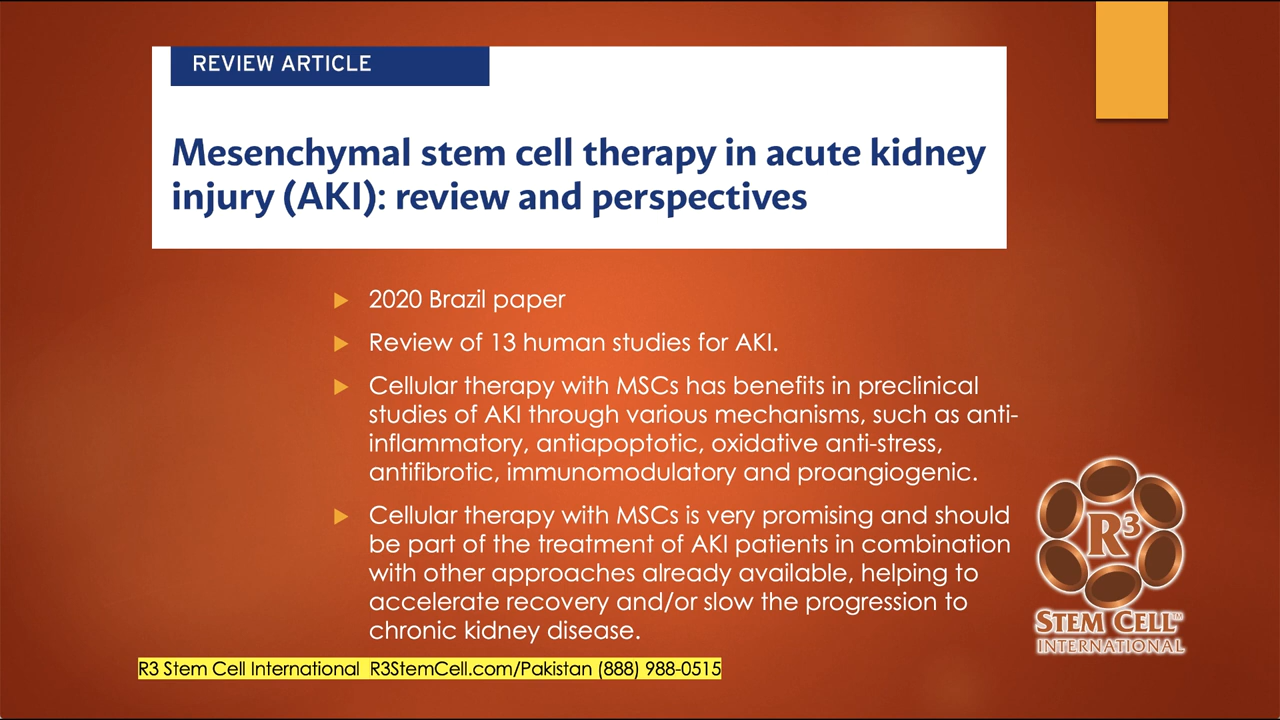 REVIEW ARTICLE
Mesenchymal stem cell therapy in acute kidney
injury (AKI): review and perspectives
2020 Brazil paper
Review of 13 human studies for AKI.
Cellular therapy with MSCs has benefits in preclinical
studies of AKI through various mechanisms, such as anti-
inflammatory, antiapoptotic, oxidative anti-stress,
antifibrotic, immunomodulatory and proangiogenic.
Cellular therapy with MSCs is very promising and should
be part of the treatment of AKI patients in combination
with other approaches already available, helping to
accelerate recovery and/or slow the progression to
chronic kidney disease.
R3
STEM CELL™
INTERNATIONAL
R3 Stem Cell International R3StemCell.com/Pakistan (888) 988-0515